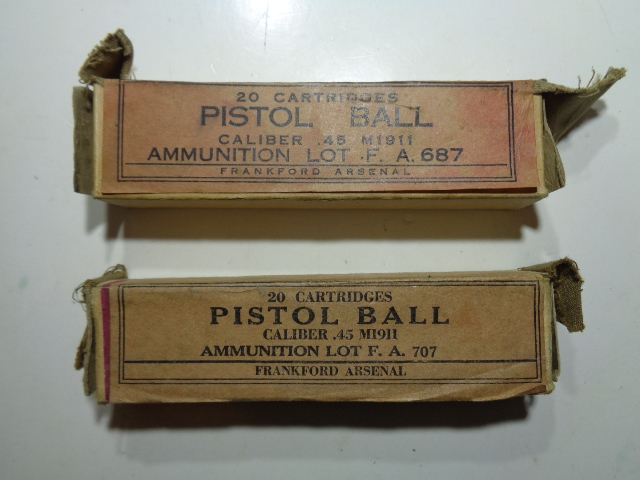 20 CARTRIDGES
PISTOL BALL
CALIBER .45 M1911
AMMUNITION LOT F. A. 687
FRANKFORD ARSENAL
20 CARTRIDGES
PISTOL BALL
CALIBER .45 M1911
AMMUNITION LOT F. A. 707
FRANKFORD ARSENAL